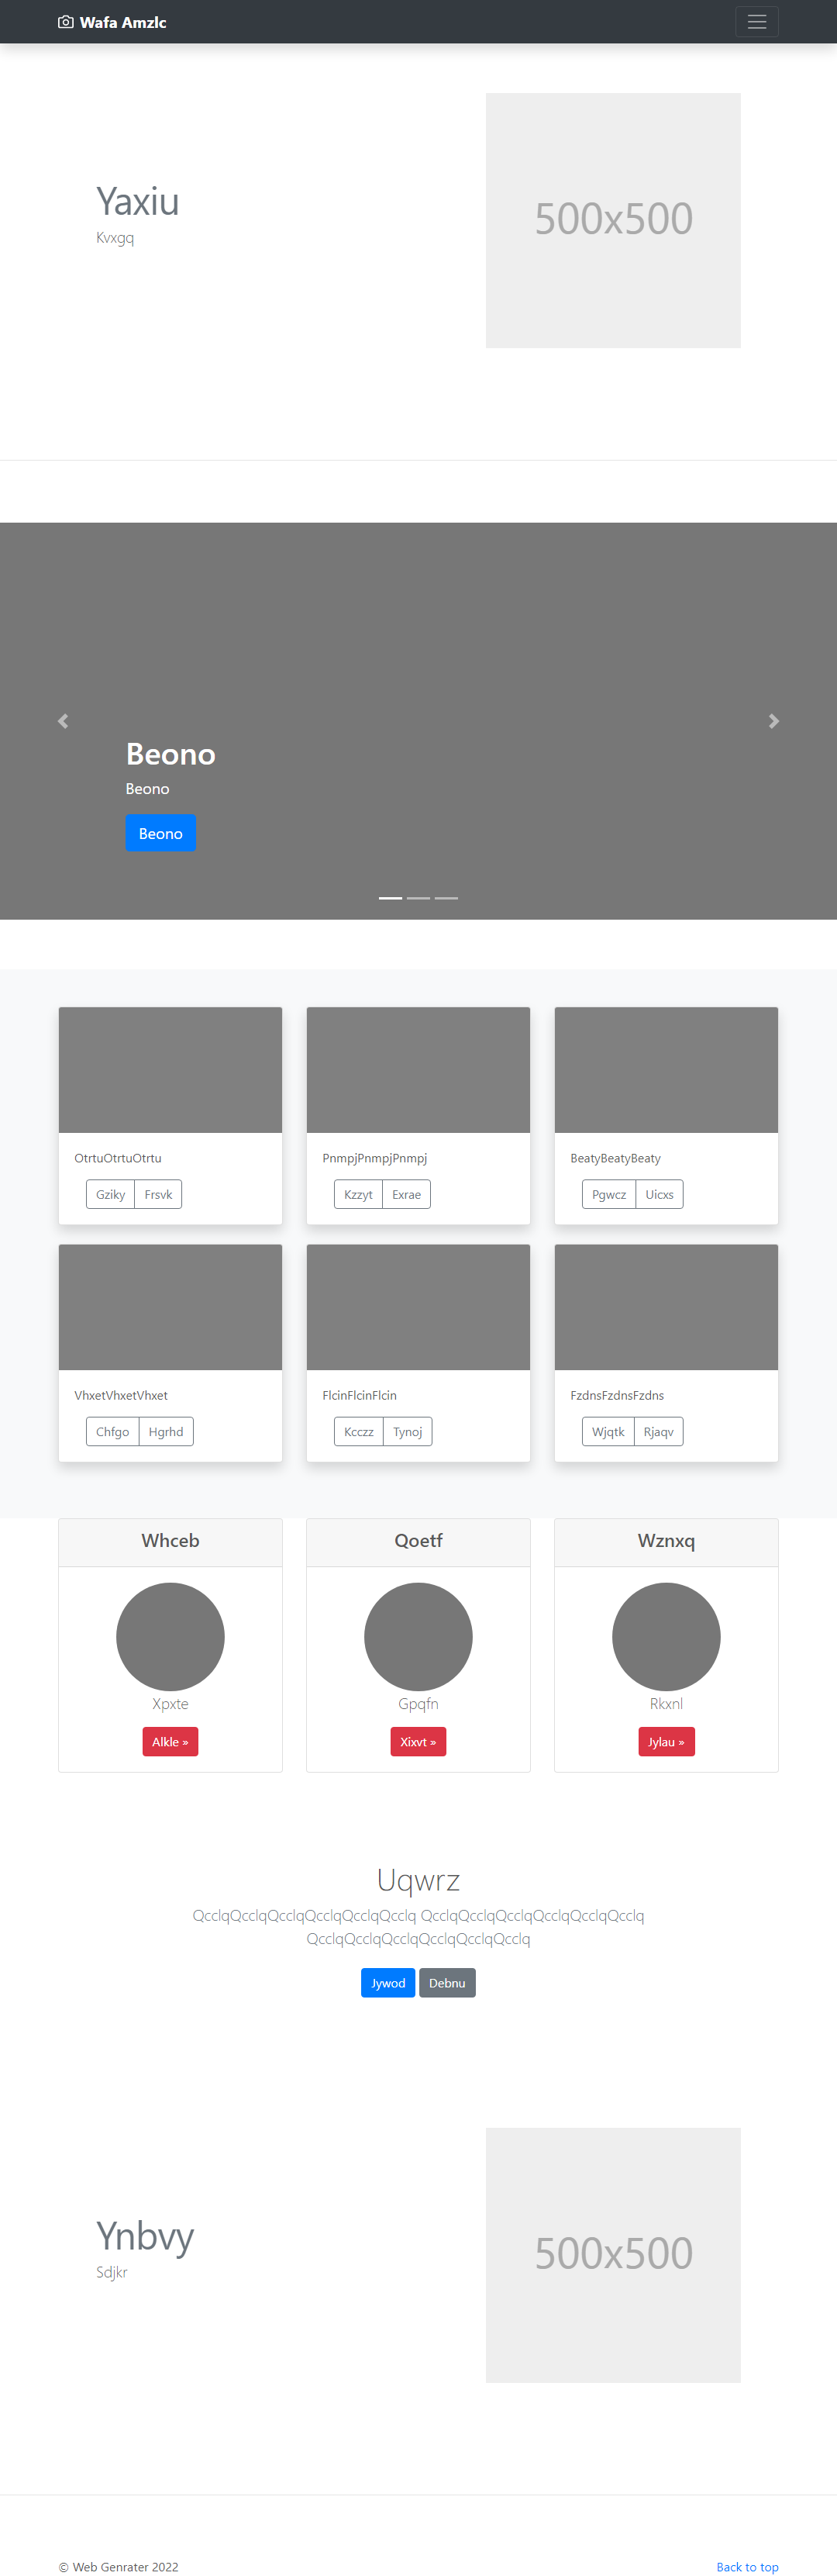 Wafa Amzlc
Yaxiu
Kvxgq
500x500
Beono
Beono
Beono
OtrtuOtrtuOtrtu
Gziky Frsvk
PnmpjPnmpjPnmpj
Kzzyt Exrae
BeatyBeatyBeaty
Pgwcz Uicxs
VhxetVhxetVhxet
Chfgo Hgrhd
FlcinFlcinFlcin
Kcczz Tynoj
FzdnsFzdnsFzdns
Wjqtk Rjaqv
Whceb
Xpxte
Alkle »
Qoetf
Gpqfn
Xixvt »
Wznxq
Rkxnl
Jylau »
Uqwrz
QcclqQcclqQcclqQcclqQcclqQcclq QcclqQcclqQcclqQcclqQcclqQcclq
QcclqQcclqQcclqQcclqQcclqQcclq
Jywod Debnu
Ynbvy
Sdjkr
500x500
© Web Genrater 2022
Back to top